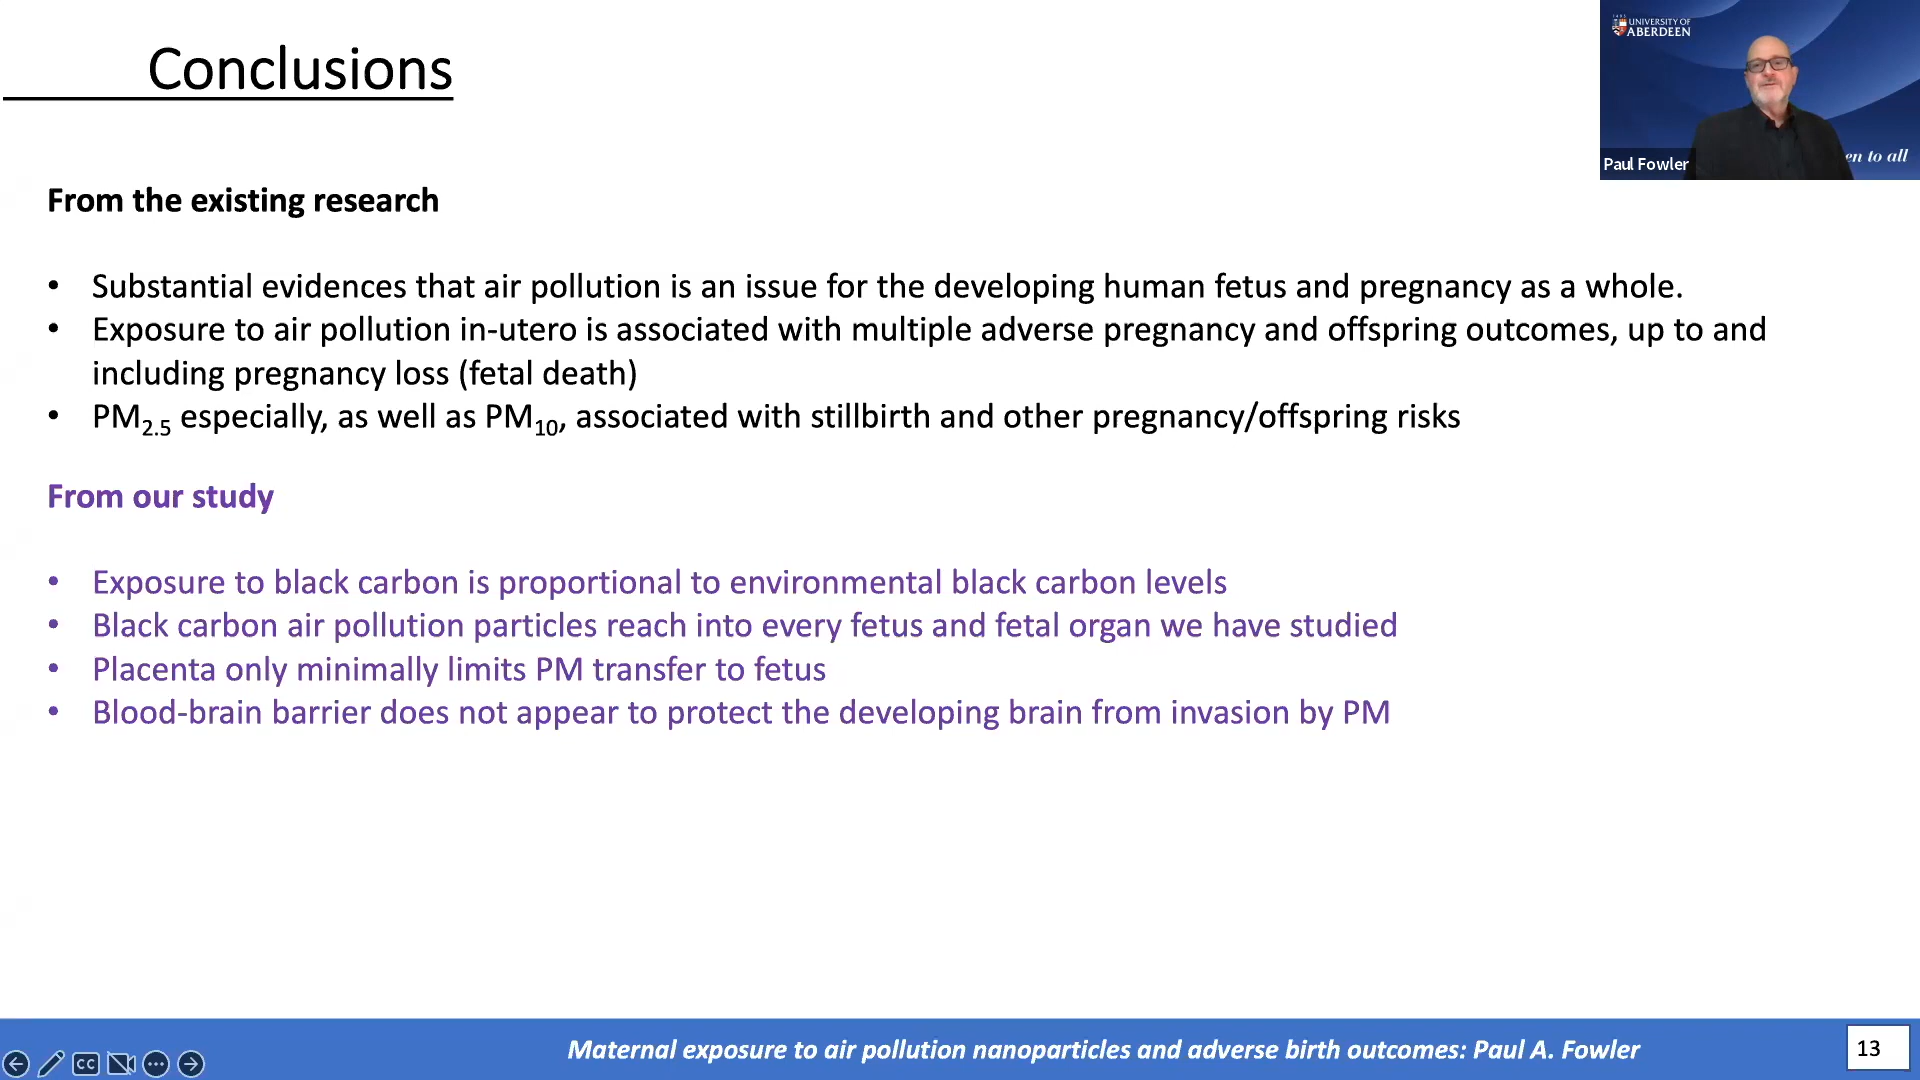 Conclusions
1495
UNIVERSITY OF
ABERDEEN
en to all
Paul Fowler
From the existing research
• Substantial evidences that air pollution is an issue for the developing human fetus and pregnancy as a whole.
• Exposure to air pollution in-utero is associated with multiple adverse pregnancy and offspring outcomes, up to and
including pregnancy loss (fetal death)
• PM2.5 especially, as well as PM10, associated with stillbirth and other pregnancy/offspring risks
From our study
• Exposure to black carbon is proportional to environmental black carbon levels
• Black carbon air pollution particles reach into every fetus and fetal organ we have studied
• Placenta only minimally limits PM transfer to fetus
• Blood-brain barrier does not appear to protect the developing brain from invasion by PM
CC
Maternal exposure to air pollution nanoparticles and adverse birth outcomes: Paul A. Fowler
13